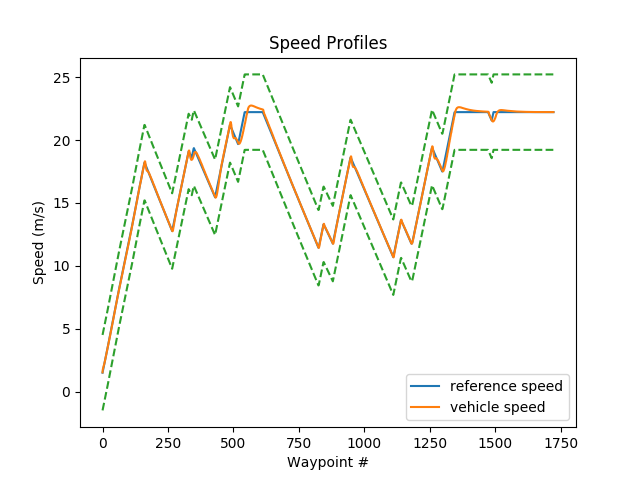 Speed Profiles
25
20
15
10
5
0
Speed (m/s)
reference speed
vehicle speed
0 250 500 750 1000 1250 1500 1750
Waypoint #